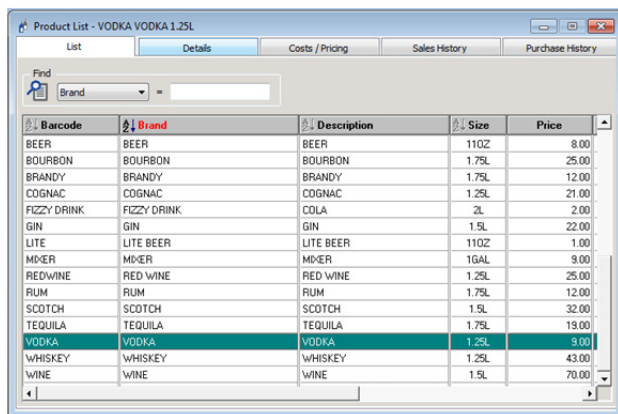 Product List - VODKA VODKA 1.25L
List Details Costs / Pricing Sales History Purchase History
Find
Brand =
Barcode Brand Description Size Price
BEER BEER BEER 11OZ 8.00
BOURBON BOURBON BOURBON 1.75L 25.00
BRANDY BRANDY BRANDY 1.75L 12.00
COGNAC COGNAC COGNAC 1.25L 21.00
FIZZY DRINK FIZZY DRINK COLA 2L 2.00
GIN GIN GIN 1.5L 22.00
LITE LITE BEER LITE BEER 11OZ 1.00
MIXER MIXER MIXER 1GAL 9.00
REDWINE RED WINE RED WINE 1.25L 25.00
RUM RUM RUM 1.75L 12.00
SCOTCH SCOTCH SCOTCH 1.5L 32.00
TEQUILA TEQUILA TEQUILA 1.75L 19.00
VODKA VODKA VODKA 1.25L 9.00
WHISKEY WHISKEY WHISKEY 1.25L 43.00
WINE WINE WINE 1.5L 70.00